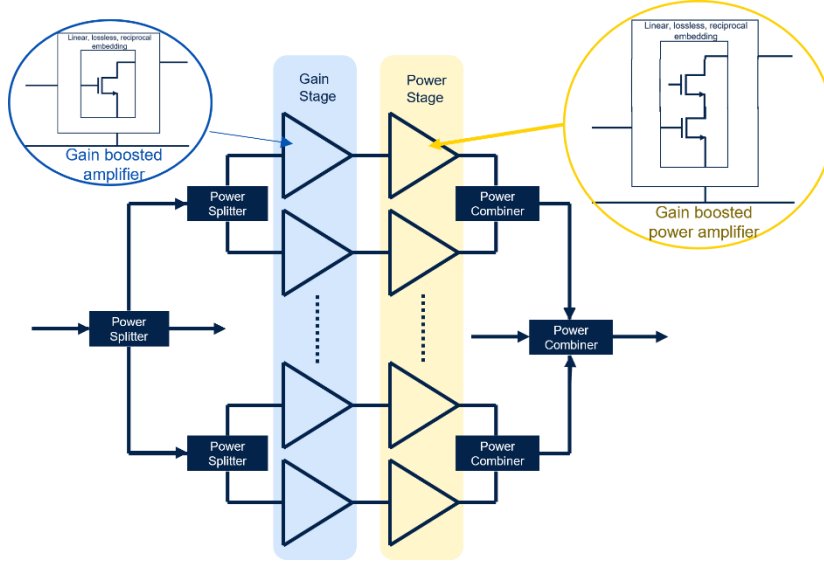 Linear, lossless, reciprocal
embedding
Gain boosted
amplifier
Gain
Stage
Power
Stage
Linear, lossless, reciprocal
embedding
Gain boosted
power amplifier
Power
Splitter
Power
Combiner
Power
Splitter
Power
Combiner
Power
Splitter
Power
Combiner